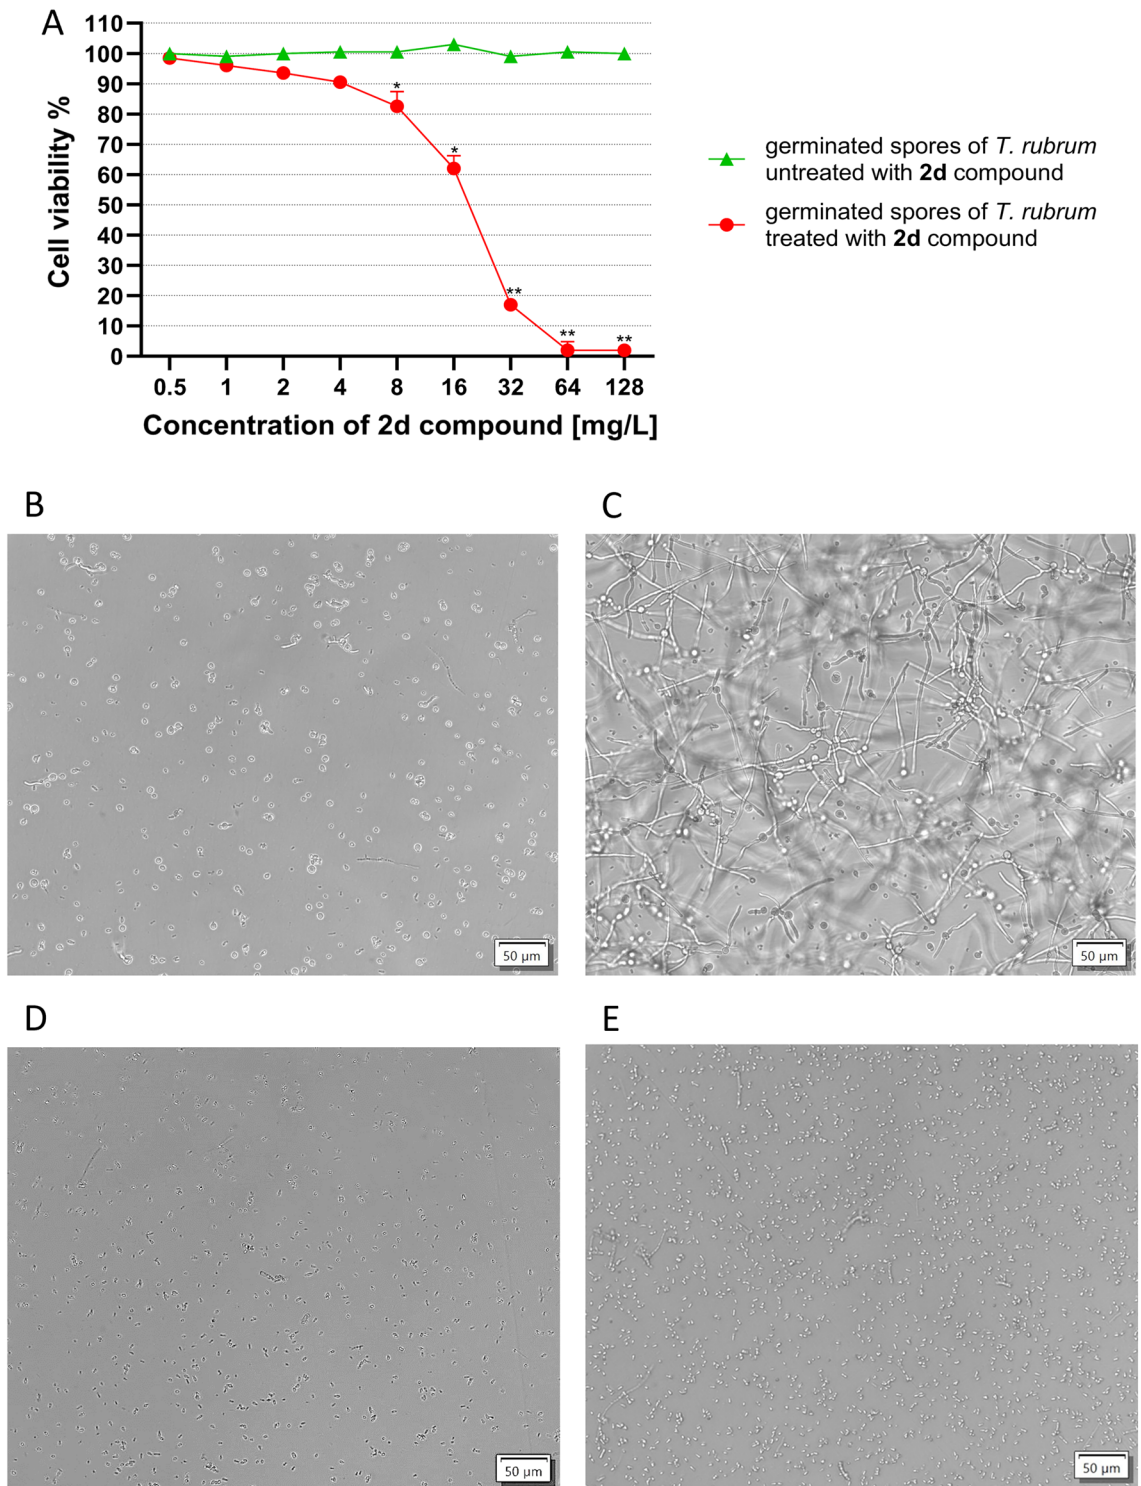 A
110
100
90
80
70
60
50
40
30
20
10
0
Cell viability %
*
*
**
**
**
0.5 1 2 4 8 16 32 64 128
Concentration of 2d compound [mg/L]
germinated spores of T. rubrum
untreated with 2d compound
germinated spores of T. rubrum
treated with 2d compound
B
C
50 µm
50 µm
D
E
50 µm
50 µm